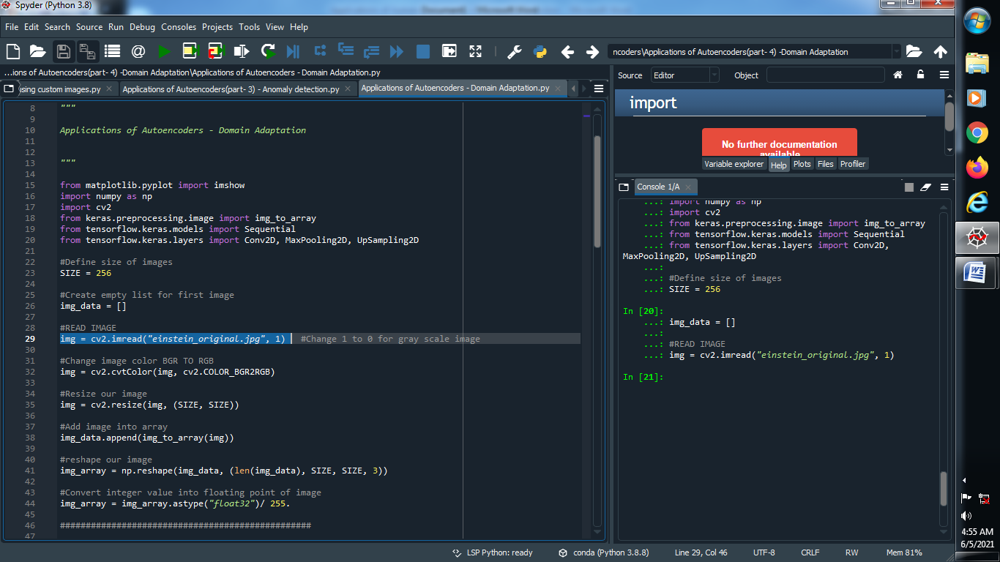 Spyder (Python 3.8)
File Edit Search Source Run Debug Consoles Projects Tools View Help
ncoders\Applications of Autoencoders(part- 4) -Domain Adaptation
...ions of Autoencoders(part- 4) -Domain Adaptation\Applications of Autoencoders - Domain Adaptation.py
ising custom images.py Applications of Autoencoders(part- 3) - Anomaly detection.py Applications of Autoencoders - Domain Adaptation.py
8 """
9
10 Applications of Autoencoders - Domain Adaptation
11
12
13 """
14
15 from matplotlib.pyplot import imshow
16 import numpy as np
17 import cv2
18 from keras.preprocessing.image import img_to_array
19 from tensorflow.keras.models import Sequential
20 from tensorflow.keras.layers import Conv2D, MaxPooling2D, UpSampling2D
21
22 #Define size of images
23 SIZE = 256
24
25 #Create empty list for first image
26 img_data = []
27
28 #READ IMAGE
29 img = cv2.imread("einstein_original.jpg", 1) #Change 1 to 0 for gray scale image
30
31 #Change image color BGR TO RGB
32 img = cv2.cvtColor(img, cv2.COLOR_BGR2RGB)
33
34 #Resize our image
35 img = cv2.resize(img, (SIZE, SIZE))
36
37 #Add image into array
38 img_data.append(img_to_array(img))
39
40 #reshape our image
41 img_array = np.reshape(img_data, (len(img_data), SIZE, SIZE, 3))
42
43 #Convert integer value into floating point of image
44 img_array = img_array.astype("float32")/ 255.
45
46 #################################################
47
Source Editor Object
import
No further documentation
available
Variable explorer Help Plots Files Profiler
Console 1/A
...: import numpy as np
...: import cv2
...: from keras.preprocessing.image import img_to_array
...: from tensorflow.keras.models import Sequential
...: from tensorflow.keras.layers import Conv2D,
MaxPooling2D, UpSampling2D
...:
...: #Define size of images
...: SIZE = 256
In [20]:
...: img_data = []
...:
...: #READ IMAGE
...: img = cv2.imread("einstein_original.jpg", 1)
In [21]:
LSP Python: ready conda (Python 3.8.8) Line 29, Col 46 UTF-8 CRLF RW Mem 81%
4:55 AM
6/5/2021